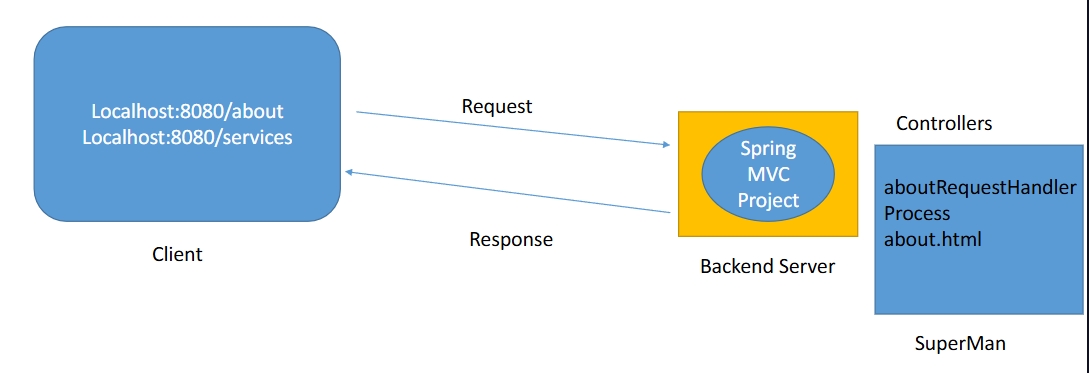 Localhost:8080/about
Localhost:8080/services
Client
Request
Response
Spring
MVC
Project
Backend Server
Controllers
aboutRequestHandler
Process
about.html
SuperMan